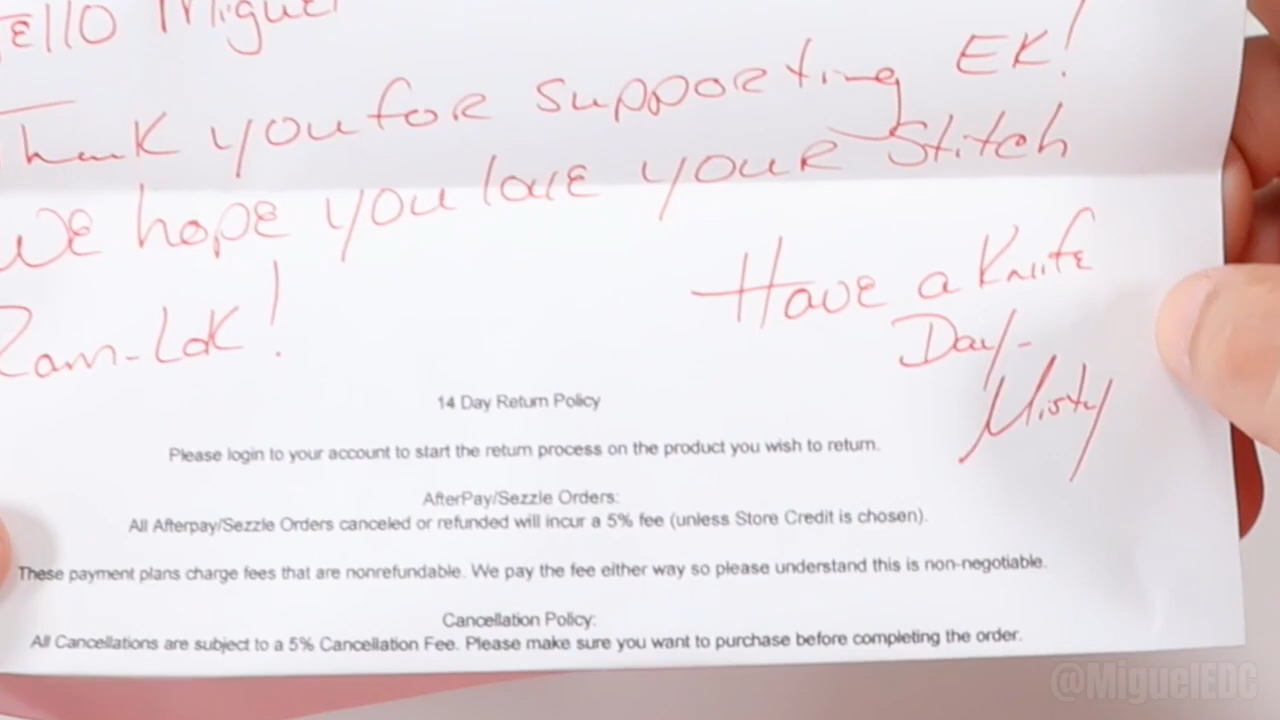 Hello Miguel
Thank you for supporting EK!
We hope you love your Stitch
Ram-Lok!
Have a Knife
Day-
Misty
14 Day Return Policy
Please login to your account to start the return process on the product you wish to return.
AfterPay/Sezzle Orders:
All Afterpay/Sezzle Orders canceled or refunded will incur a 5% fee (unless Store Credit is chosen).
These payment plans charge fees that are nonrefundable. We pay the fee either way so please understand this is non-negotiable.
Cancellation Policy:
All Cancellations are subject to a 5% Cancellation Fee. Please make sure you want to purchase before completing the order.
@MiguelEDC